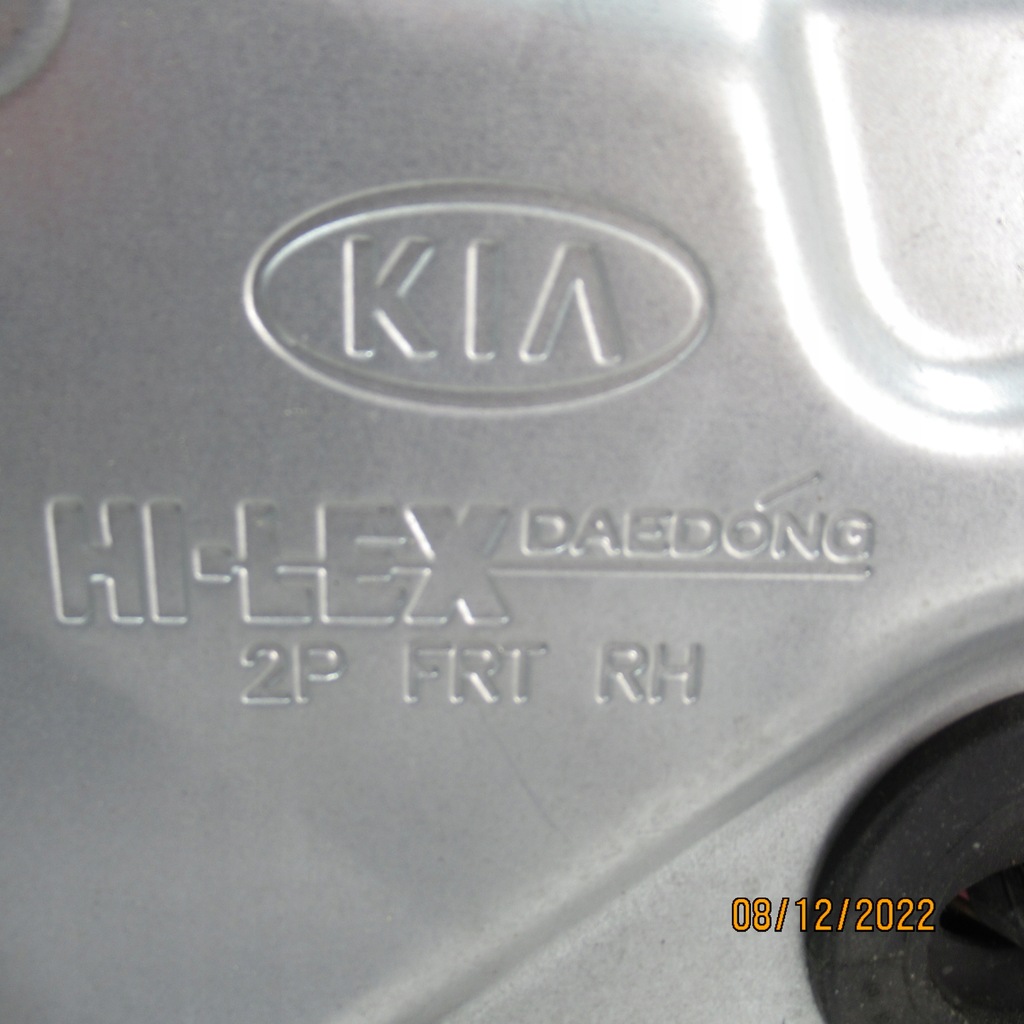 KIA
HI-LEX DAEDONG
2P FRT RH
08/12/2022